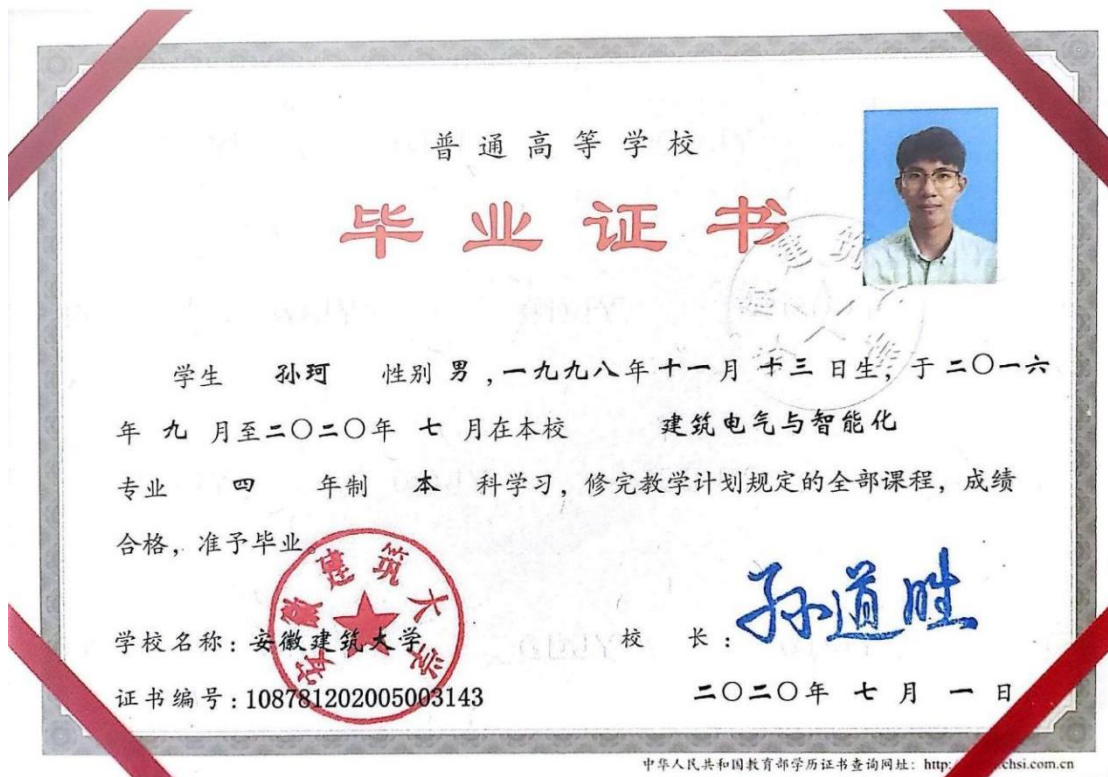 普通高等学校
毕业证书
学生 孙珂 性别 男，一九九八年十一月 十三 日生，于二〇一六
年 九 月至二〇二〇年 七 月在本校 建筑电气与智能化
专业 四 年制 本 科学习，修完教学计划规定的全部课程，成绩
合格，准予毕业。
安徽建筑大学
学校名称：安徽建筑大学
校 长：孙道胜
证书编号：108781202005003143
二〇二〇年 七 月 一 日
中华人民共和国教育部学历证书查询网址：http: chsi.com.cn